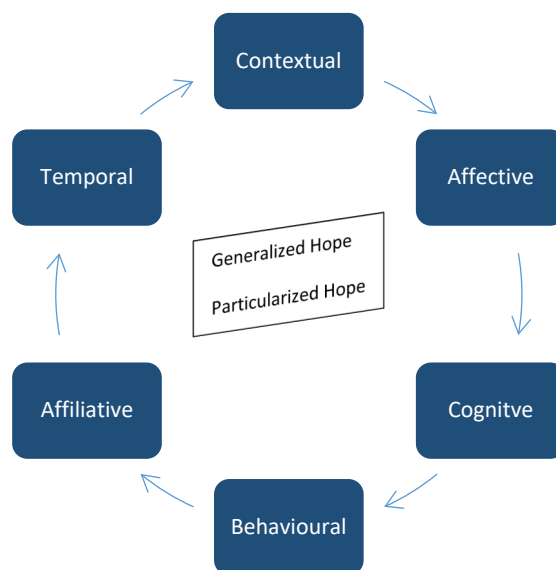 Contextual
Affective
Cognitve
Behavioural
Affiliative
Temporal
Generalized Hope
Particularized Hope